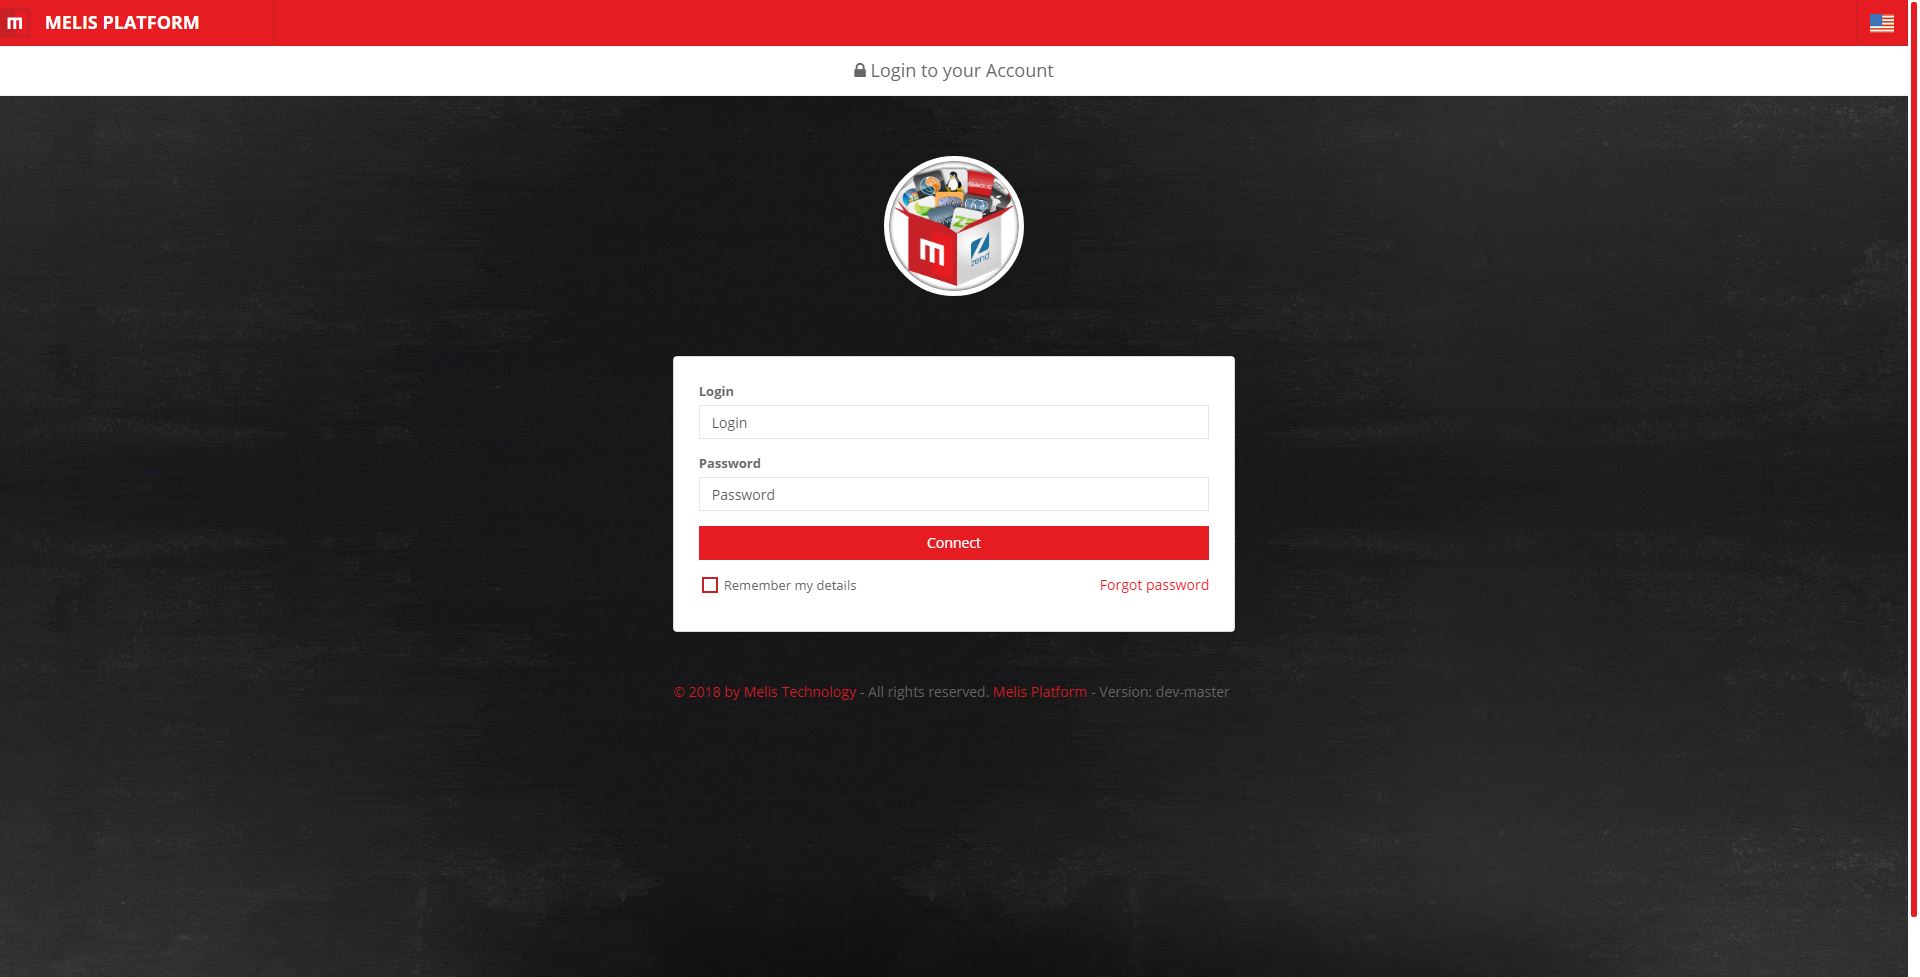 m MELIS PLATFORM
Login to your Account
ORACLE
m zend
Login
Login
Password
Password
Connect
Remember my details Forgot password
© 2018 by Melis Technology - All rights reserved. Melis Platform - Version: dev-master